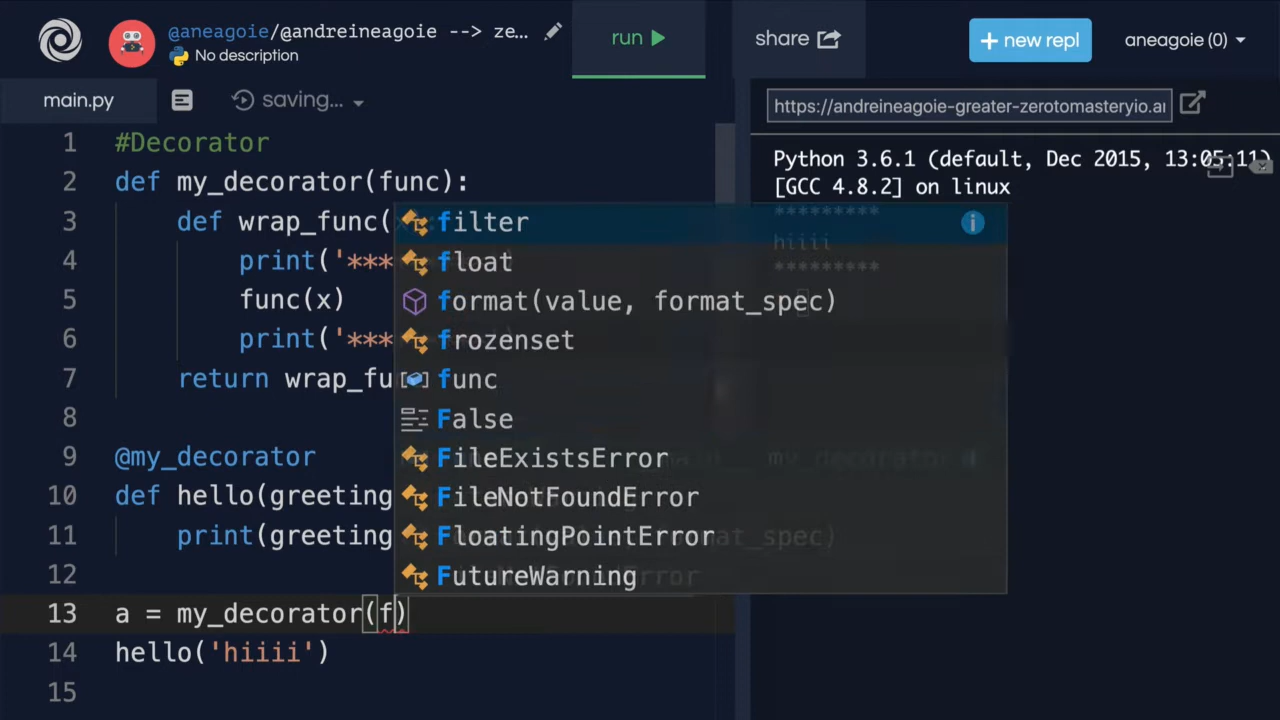 @aneagoie/@andreineagoie --> ze...
No description
run
share
+ new repl
aneagoie (0)
main.py
saving...
https://andreineagoie-greater-zerotomasteryio.ar
1 #Decorator
2 def my_decorator(func):
3 def wrap_func(
4 print('***
5 func(x)
6 print('***
7 return wrap_fu
8
9 @my_decorator
10 def hello(greeting
11 print(greeting
12
13 a = my_decorator(f)
14 hello('hiiii')
15
filter
float
format(value, format_spec)
frozenset
func
False
FileExistsError
FileNotFoundError
FloatingPointError
FutureWarning
Python 3.6.1 (default, Dec 2015, 13:05:11)
[GCC 4.8.2] on linux
*********
hiiii
*********